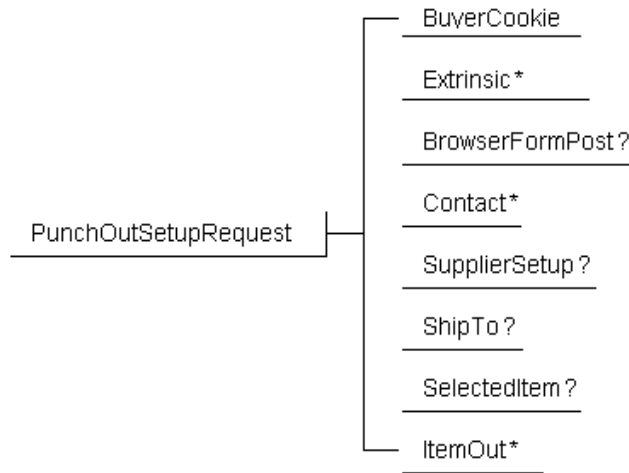 BuyerCookie
Extrinsic*
BrowserFormPost?
Contact*
PunchOutSetupRequest
SupplierSetup?
ShipTo?
SelectedItem?
ItemOut*